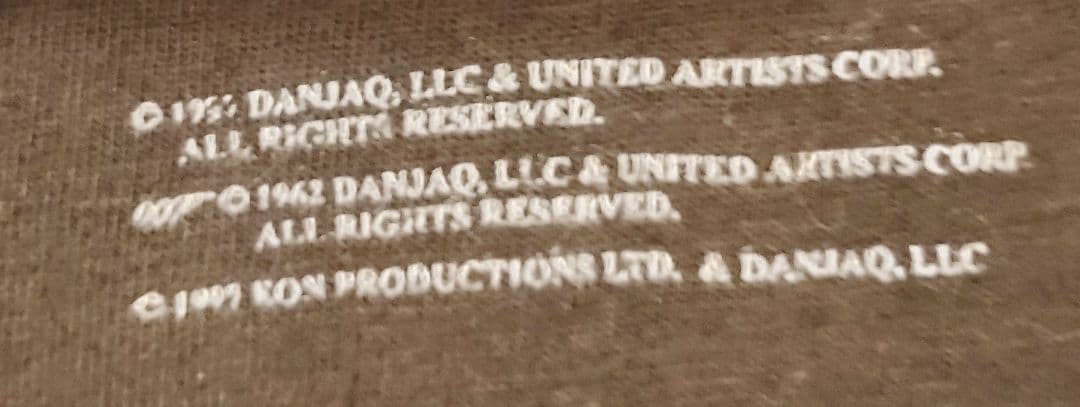 © DANJAQ, LLC & UNITED ARTISTS CORP.
ALL RIGHTS RESERVED.
007 © 1962 DANJAQ, LLC & UNITED ARTISTS CORP.
ALL RIGHTS RESERVED.
© 1997 EON PRODUCTIONS LTD. & DANJAQ, LLC